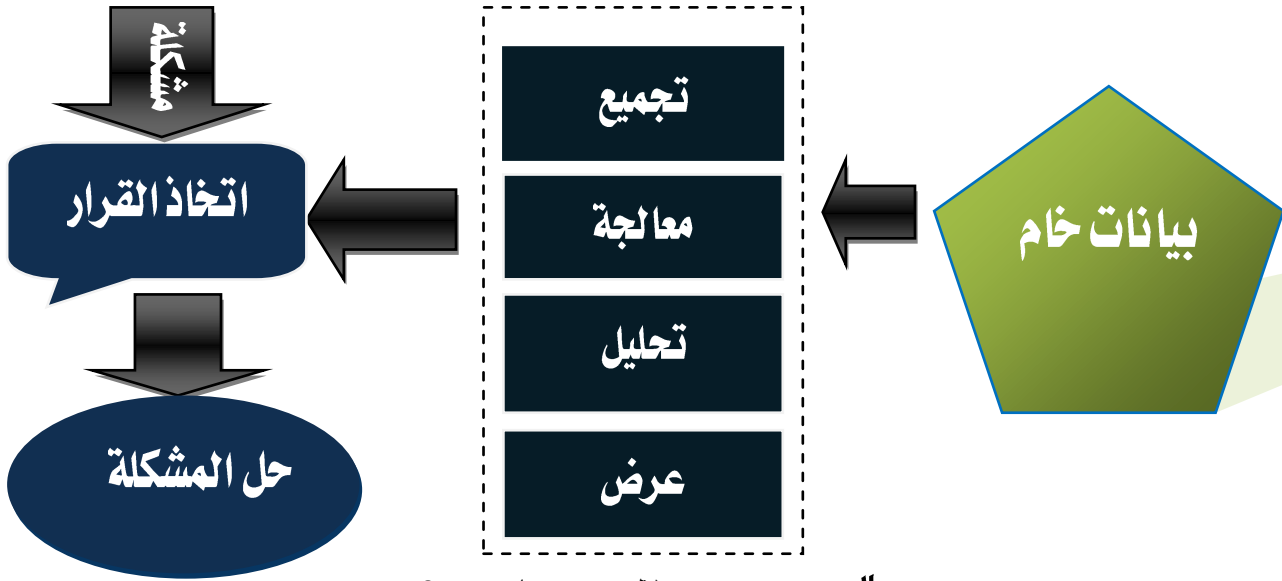 بيانات خام
تجميع
معالجة
تحليل
عرض
مشكلة
اتخاذ القرار
حل المشكلة